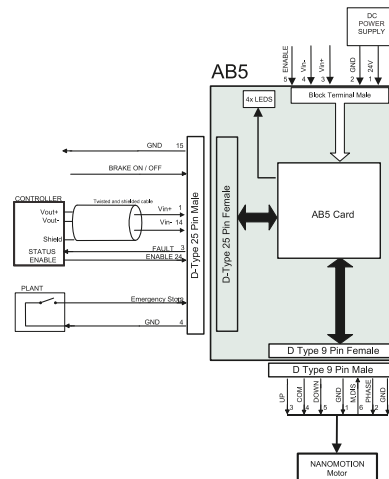 DC
POWER
SUPPLY
ENABLE
Vin-
Vin+
GND
24V
5 4 3 2 1
AB5
4x LEDS
Block Terminal Male
GND 15
BRAKE ON / OFF
CONTROLLER
Twisted and shielded cable
Vout+ Vin+ 1
Vout- Vin- 14
Shield
STATUS FAULT 3
ENABLE ENABLE 24
D-Type 25 Pin Male
D-Type 25 Pin Female
AB5 Card
PLANT
Emergency Stop
GND 4
D Type 9 Pin Female
D Type 9 Pin Male
UP
COM
DOWN
GND
M,DIS
PHASE
GND
3 4 5 1 6 2
NANOMOTION
Motor